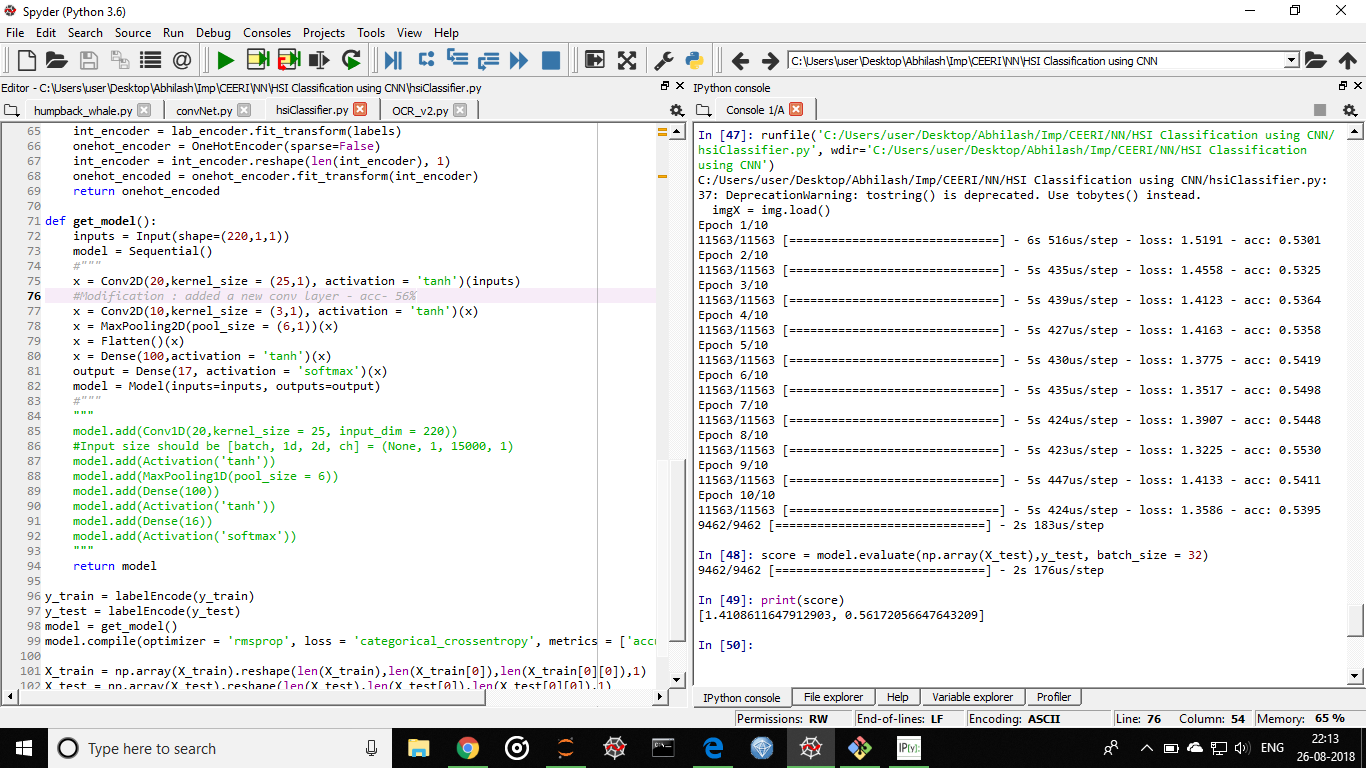 Spyder (Python 3.6)
File Edit Search Source Run Debug Consoles Projects Tools View Help
C:\Users\user\Desktop\Abhilash\Imp\CEERI\NN\HSI Classification using CNN
Editor - C:\Users\user\Desktop\Abhilash\Imp\CEERI\NN\HSI Classification using CNN\hsiClassifier.py
humpback_whale.py convNet.py hsiClassifier.py OCR_v2.py
65 int_encoder = lab_encoder.fit_transform(labels)
66 onehot_encoder = OneHotEncoder(sparse=False)
67 int_encoder = int_encoder.reshape(len(int_encoder), 1)
68 onehot_encoded = onehot_encoder.fit_transform(int_encoder)
69 return onehot_encoded
70
71 def get_model():
72 inputs = Input(shape=(220,1,1))
73 model = Sequential()
74 #"""
75 x = Conv2D(20,kernel_size = (25,1), activation = 'tanh')(inputs)
76 #Modification : added a new conv layer - acc- 56%
77 x = Conv2D(10,kernel_size = (3,1), activation = 'tanh')(x)
78 x = MaxPooling2D(pool_size = (6,1))(x)
79 x = Flatten()(x)
80 x = Dense(100,activation = 'tanh')(x)
81 output = Dense(17, activation = 'softmax')(x)
82 model = Model(inputs=inputs, outputs=output)
83 #"""
84 """
85 model.add(Conv1D(20,kernel_size = 25, input_dim = 220))
86 #Input size should be [batch, 1d, 2d, ch] = (None, 1, 15000, 1)
87 model.add(Activation('tanh'))
88 model.add(MaxPooling1D(pool_size = 6))
89 model.add(Dense(100))
90 model.add(Activation('tanh'))
91 model.add(Dense(16))
92 model.add(Activation('softmax'))
93 """
94 return model
95
96 y_train = labelEncode(y_train)
97 y_test = labelEncode(y_test)
98 model = get_model()
99 model.compile(optimizer = 'rmsprop', loss = 'categorical_crossentropy', metrics = ['accu
100
101 X_train = np.array(X_train).reshape(len(X_train),len(X_train[0]),len(X_train[0][0]),1)
102 X_test = np.array(X_test).reshape(len(X_test),len(X_test[0]),len(X_test[0][0]),1)
IPython console
Console 1/A
In [47]: runfile('C:/Users/user/Desktop/Abhilash/Imp/CEERI/NN/HSI Classification using CNN/
hsiClassifier.py', wdir='C:/Users/user/Desktop/Abhilash/Imp/CEERI/NN/HSI Classification
using CNN')
C:/Users/user/Desktop/Abhilash/Imp/CEERI/NN/HSI Classification using CNN/hsiClassifier.py:
37: DeprecationWarning: tostring() is deprecated. Use tobytes() instead.
imgX = img.load()
Epoch 1/10
11563/11563 [==============================] - 6s 516us/step - loss: 1.5191 - acc: 0.5301
Epoch 2/10
11563/11563 [==============================] - 5s 435us/step - loss: 1.4558 - acc: 0.5325
Epoch 3/10
11563/11563 [==============================] - 5s 439us/step - loss: 1.4123 - acc: 0.5364
Epoch 4/10
11563/11563 [==============================] - 5s 427us/step - loss: 1.4163 - acc: 0.5358
Epoch 5/10
11563/11563 [==============================] - 5s 430us/step - loss: 1.3775 - acc: 0.5419
Epoch 6/10
11563/11563 [==============================] - 5s 435us/step - loss: 1.3517 - acc: 0.5498
Epoch 7/10
11563/11563 [==============================] - 5s 424us/step - loss: 1.3907 - acc: 0.5448
Epoch 8/10
11563/11563 [==============================] - 5s 423us/step - loss: 1.3225 - acc: 0.5530
Epoch 9/10
11563/11563 [==============================] - 5s 447us/step - loss: 1.4133 - acc: 0.5411
Epoch 10/10
11563/11563 [==============================] - 5s 424us/step - loss: 1.3586 - acc: 0.5395
9462/9462 [==============================] - 2s 183us/step
In [48]: score = model.evaluate(np.array(X_test),y_test, batch_size = 32)
9462/9462 [==============================] - 2s 176us/step
In [49]: print(score)
[1.4108611647912903, 0.56172056647643209]
In [50]:
IPython console File explorer Help Variable explorer Profiler
Permissions: RW End-of-lines: LF Encoding: ASCII Line: 76 Column: 54 Memory: 65 %
Type here to search
IP[y]:
ENG
22:13
26-08-2018